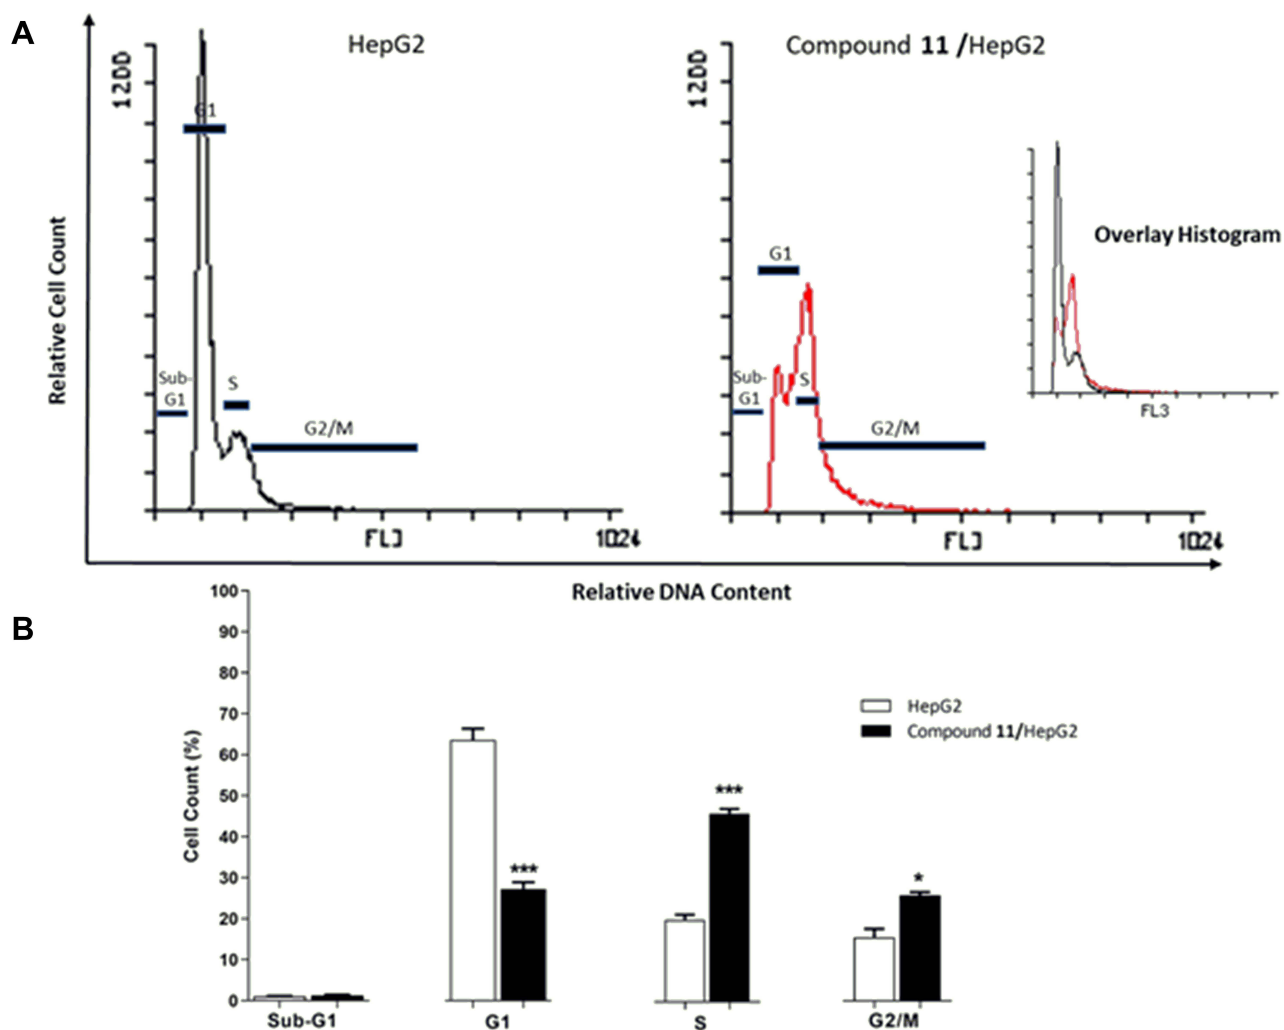 A
HepG2
Compound 11 /HepG2
1200
1200
G1
Sub-
G1
S
G2/M
G1
Sub-
G1
S
G2/M
Overlay Histogram
FL3
Relative Cell Count
FL3
1024
FL3
1024
Relative DNA Content
B
100
90
80
70
60
50
40
30
20
10
0
Cell Count (%)
HepG2
Compound 11/HepG2
***
***
*
Sub-G1
G1
S
G2/M